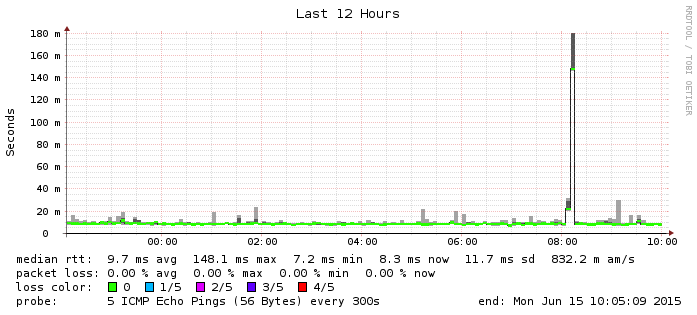 Last 12 Hours
RRDTOOL / TOBI OETIKER
Seconds
180 m
160 m
140 m
120 m
100 m
80 m
60 m
40 m
20 m
0
00:00 02:00 04:00 06:00 08:00 10:00
median rtt: 9.7 ms avg 148.1 ms max 7.2 ms min 8.3 ms now 11.7 ms sd 832.2 m am/s
packet loss: 0.00 % avg 0.00 % max 0.00 % min 0.00 % now
loss color: 0 1/5 2/5 3/5 4/5
probe: 5 ICMP Echo Pings (56 Bytes) every 300s end: Mon Jun 15 10:05:09 2015